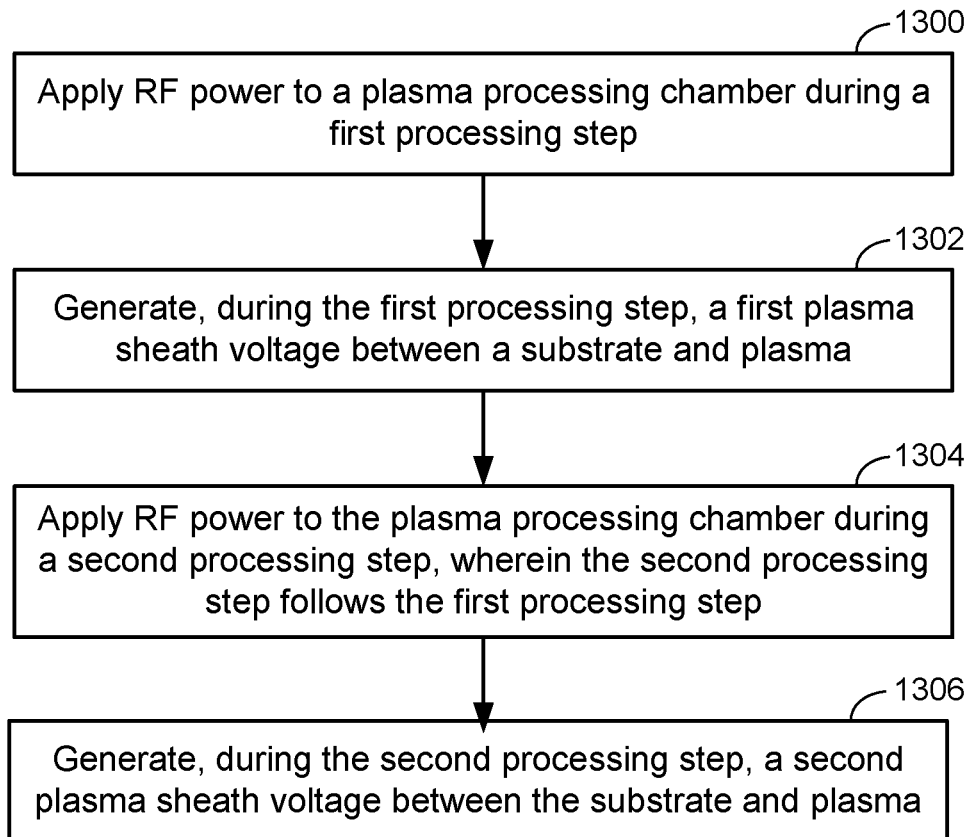 1300
Apply RF power to a plasma processing chamber during a
first processing step
1302
Generate, during the first processing step, a first plasma
sheath voltage between a substrate and plasma
1304
Apply RF power to the plasma processing chamber during
a second processing step, wherein the second processing
step follows the first processing step
1306
Generate, during the second processing step, a second
plasma sheath voltage between the substrate and plasma